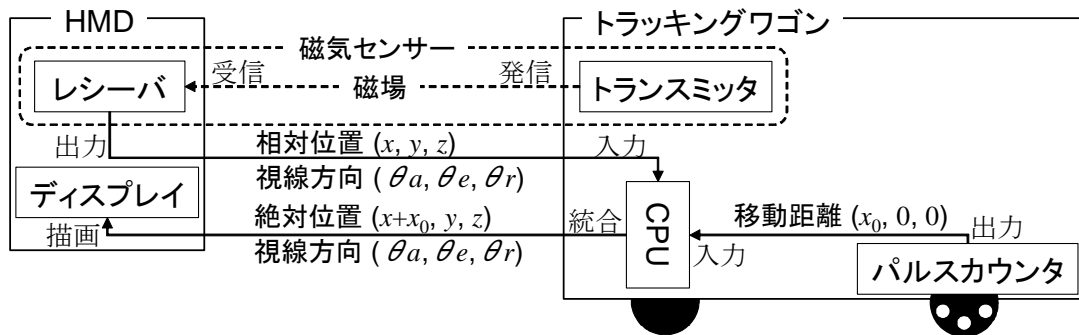 HMD
トラッキングワゴン
磁気センサー
レシーバ
受信
磁場
発信
トランスミッタ
出力
相対位置 (x, y, z)
入力
視線方向 ( θa, θe, θr)
ディスプレイ
描画
絶対位置 (x+x₀, y, z)
統合
視線方向 ( θa, θe, θr)
CPU
移動距離 (x₀, 0, 0)
出力
入力
パルスカウンタ